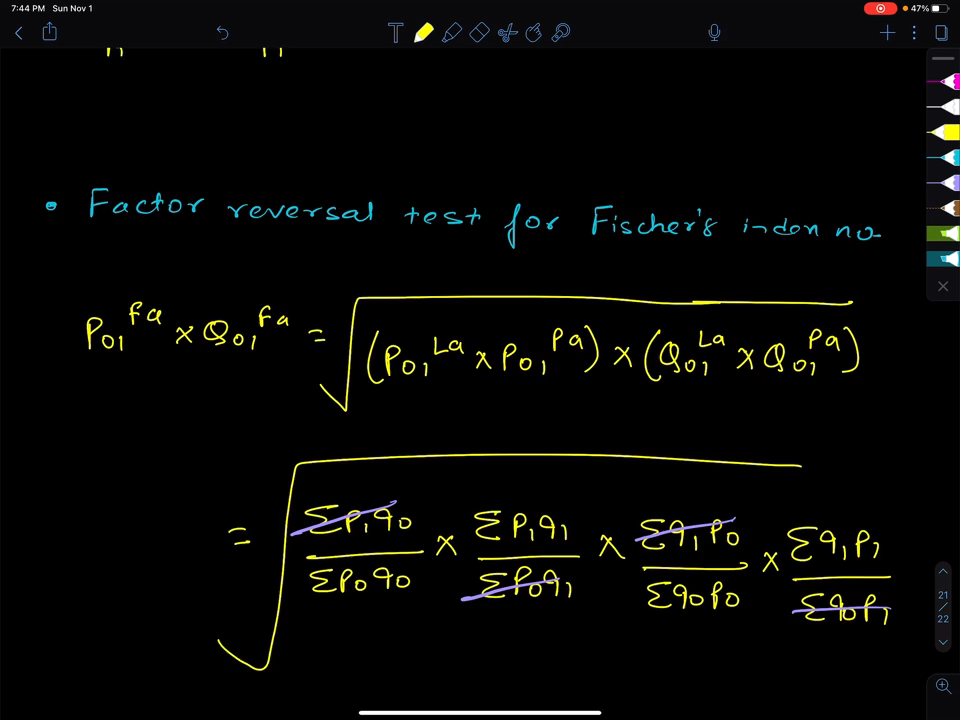 7:44 PM Sun Nov 1
47%
• Factor reversal test for Fischer's index no
P₀₁^Fa × Q₀₁^Fa = √(P₀₁^La × P₀₁^Pa) × (Q₀₁^La × Q₀₁^Pa)
= √ Σp₁q₀/Σp₀q₀ × Σp₁q₁/Σp₀q₁ × Σq₁p₀/Σq₀p₀ × Σq₁p₁/Σq₀p₁
21
/
22